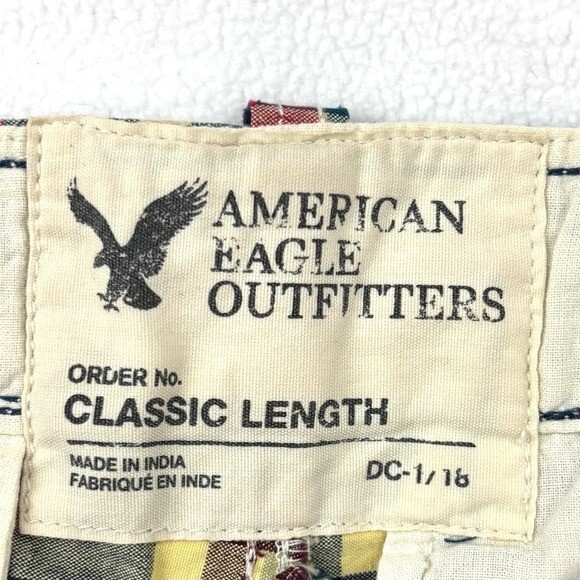 AMERICAN
EAGLE
OUTFITTERS
ORDER No.
CLASSIC LENGTH
MADE IN INDIA
FABRIQUÉ EN INDE
DC-1/18